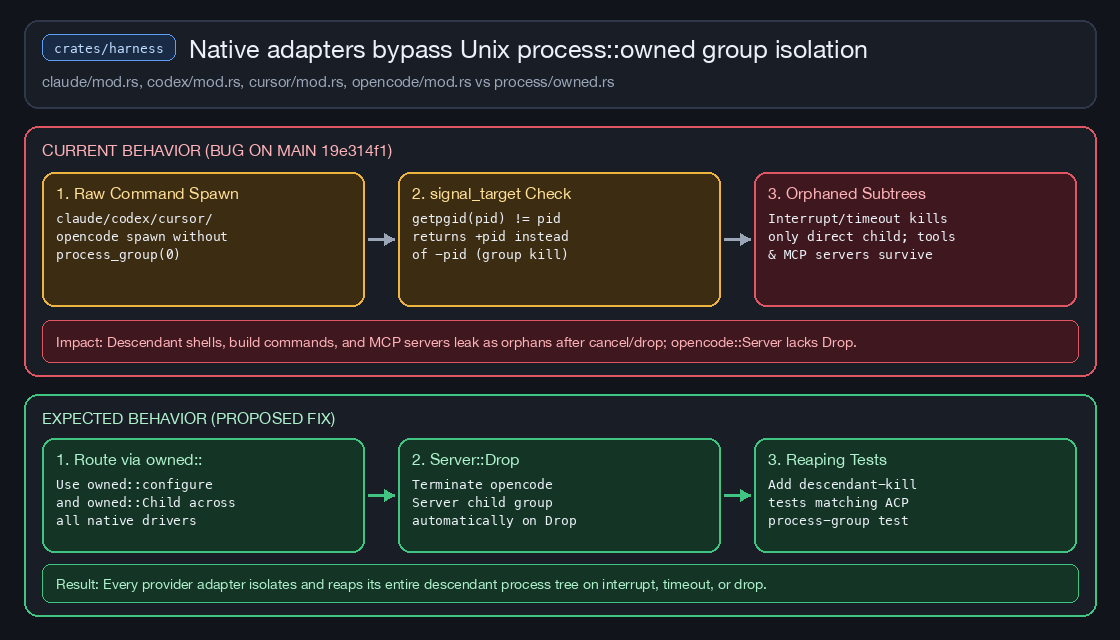 crates/harness Native adapters bypass Unix process::owned group isolation
claude/mod.rs, codex/mod.rs, cursor/mod.rs, opencode/mod.rs vs process/owned.rs
CURRENT BEHAVIOR (BUG ON MAIN 19e314f1)
1. Raw Command Spawn
claude/codex/cursor/
opencode spawn without
process_group(0)
2. signal_target Check
getpgid(pid) != pid
returns +pid instead
of −pid (group kill)
3. Orphaned Subtrees
Interrupt/timeout kills
only direct child; tools
& MCP servers survive
Impact: Descendant shells, build commands, and MCP servers leak as orphans after cancel/drop; opencode::Server lacks Drop.
EXPECTED BEHAVIOR (PROPOSED FIX)
1. Route via owned::
Use owned::configure
and owned::Child across
all native drivers
2. Server::Drop
Terminate opencode
Server child group
automatically on Drop
3. Reaping Tests
Add descendant−kill
tests matching ACP
process−group test
Result: Every provider adapter isolates and reaps its entire descendant process tree on interrupt, timeout, or drop.